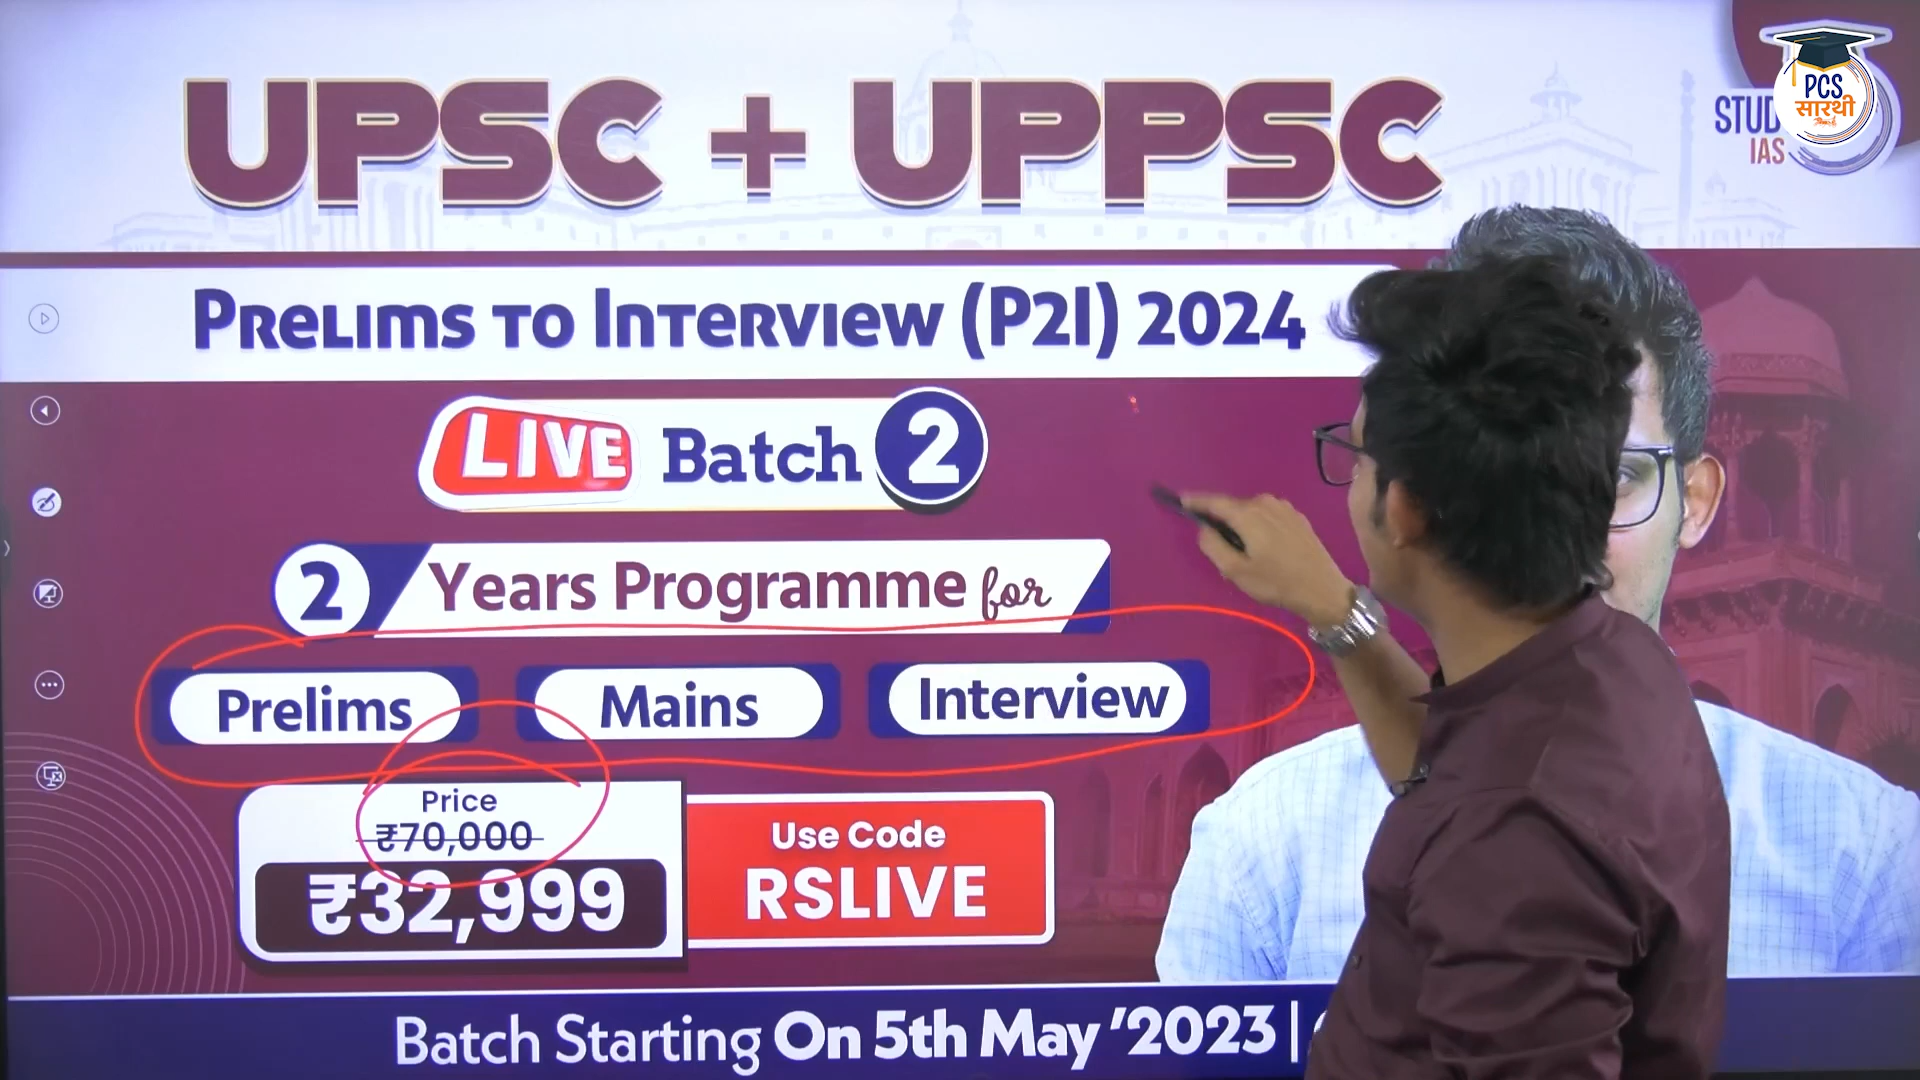 UPSC + UPPSC
PCS
सारथी
IAS
Prelims to Interview (P2I) 2024
LIVE Batch 2
2 Years Programme for
Prelims Mains Interview
Price
₹70,000
₹32,999
Use Code
RSLIVE
Batch Starting On 5th May '2023 |